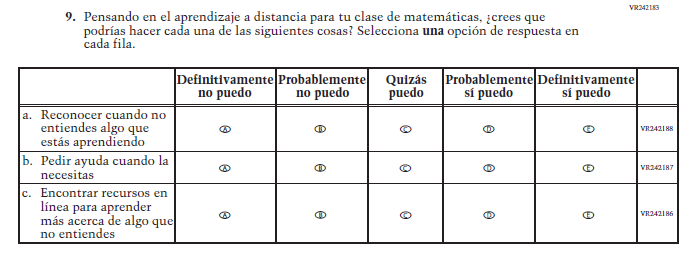 VR242183
9. Pensando en el aprendizaje a distancia para tu clase de matemáticas, ¿crees que
podrías hacer cada una de las siguientes cosas? Selecciona una opción de respuesta en
cada fila.
Definitivamente no puedo Probablemente no puedo Quizás puedo Probablemente sí puedo Definitivamente sí puedo
a. Reconocer cuando no
entiendes algo que
estás aprendiendo
A B C D E VR242188
b. Pedir ayuda cuando la
necesitas
A B C D E VR242187
c. Encontrar recursos en
línea para aprender
más acerca de algo que
no entiendes
A B C D E VR242186